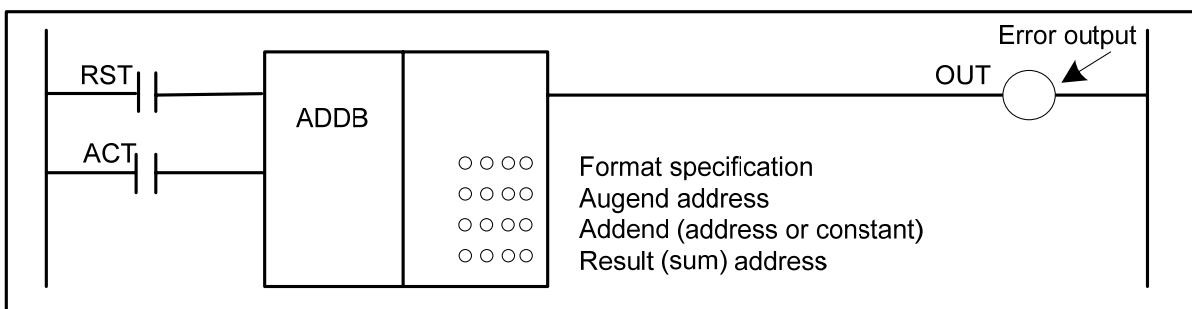 Error output
RST
OUT
ADDB
ACT
○○○○ Format specification
○○○○ Augend address
○○○○ Addend (address or constant)
○○○○ Result (sum) address